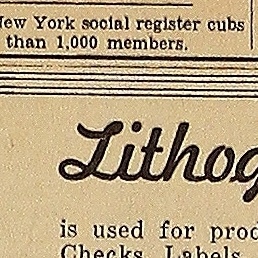 New York social register cubs
than 1,000 members.
Lithog
is used for prod
Checks Labels